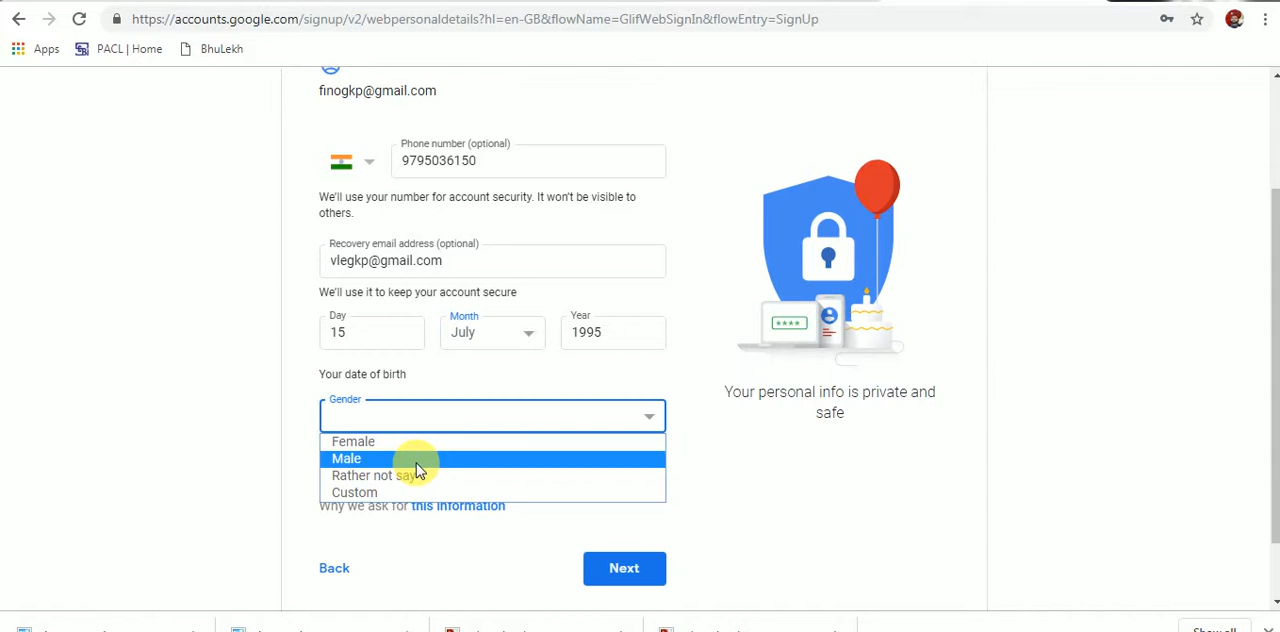 https://accounts.google.com/signup/v2/webpersonaldetails?hl=en-GB&flowName=GlifWebSignIn&flowEntry=SignUp
Apps PACL | Home BhuLekh
finogkp@gmail.com
Phone number (optional)
9795036150
We'll use your number for account security. It won't be visible to
others.
Recovery email address (optional)
vlegkp@gmail.com
We'll use it to keep your account secure
Day Month Year
15 July 1995
Your date of birth
Gender
Female
Male
Rather not say
Custom
Why we ask for this information
Back Next
****
Your personal info is private and
safe
Show all